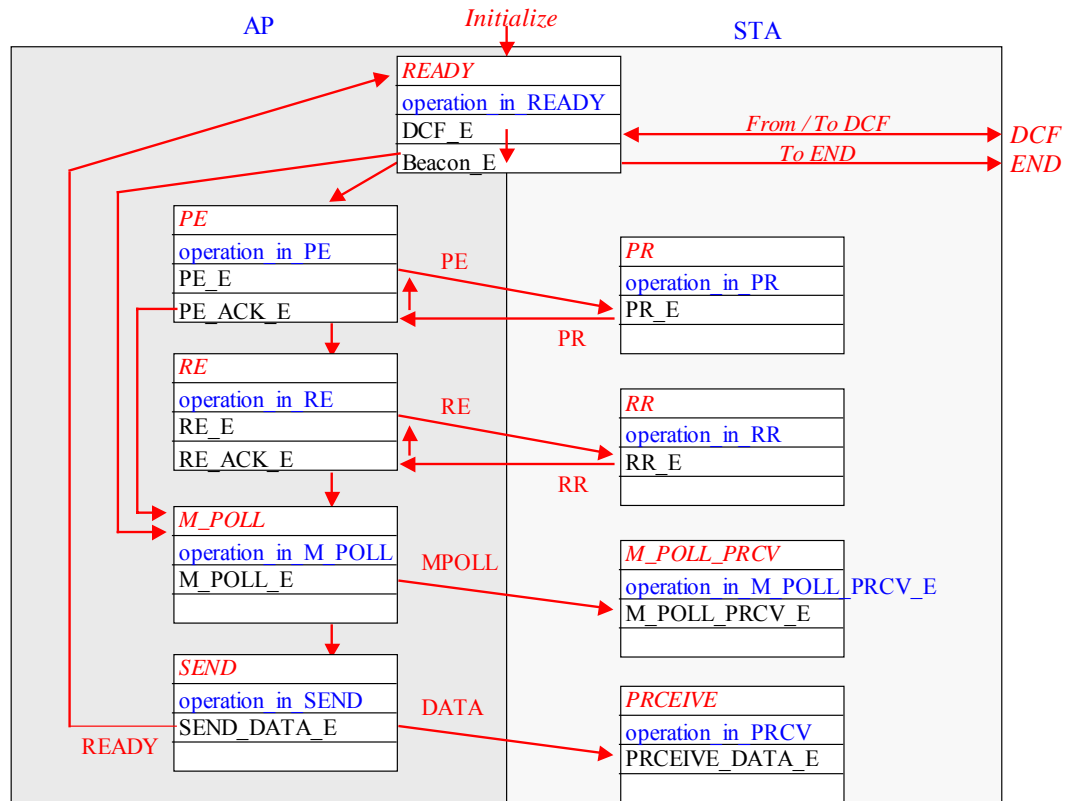 Initialize
AP
STA
READY
operation_in_READY
DCF_E
Beacon_E
From / To DCF
DCF
To END
END
PE
operation_in_PE
PE_E
PE_ACK_E
PE
PR
PR
operation_in_PR
PR_E
RE
operation_in_RE
RE_E
RE_ACK_E
RE
RR
RR
operation_in_RR
RR_E
M_POLL
operation_in_M_POLL
M_POLL_E
MPOLL
M_POLL_PRCV
operation_in_M_POLL_PRCV_E
M_POLL_PRCV_E
SEND
operation_in_SEND
SEND_DATA_E
READY
DATA
PRCEIVE
operation_in_PRCV
PRCEIVE_DATA_E